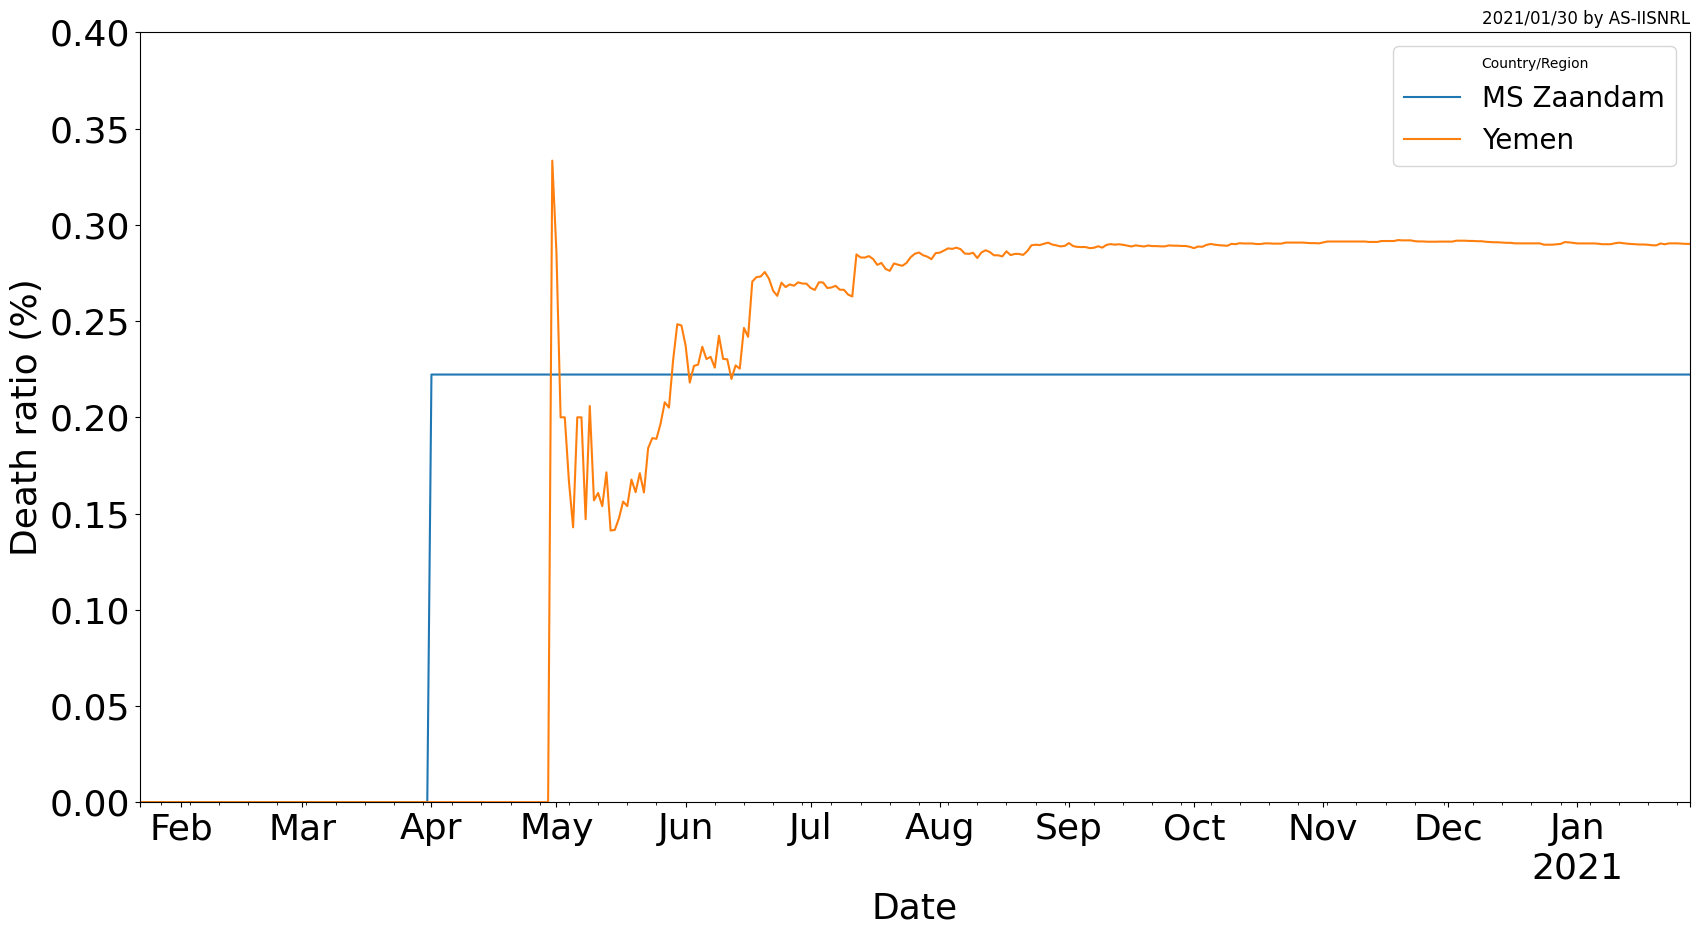 2021/01/30 by AS-IISNRL
Country/Region
MS Zaandam
Yemen
Death ratio (%)
0.40
0.35
0.30
0.25
0.20
0.15
0.10
0.05
0.00
Feb Mar Apr May Jun Jul Aug Sep Oct Nov Dec Jan
2021
Date